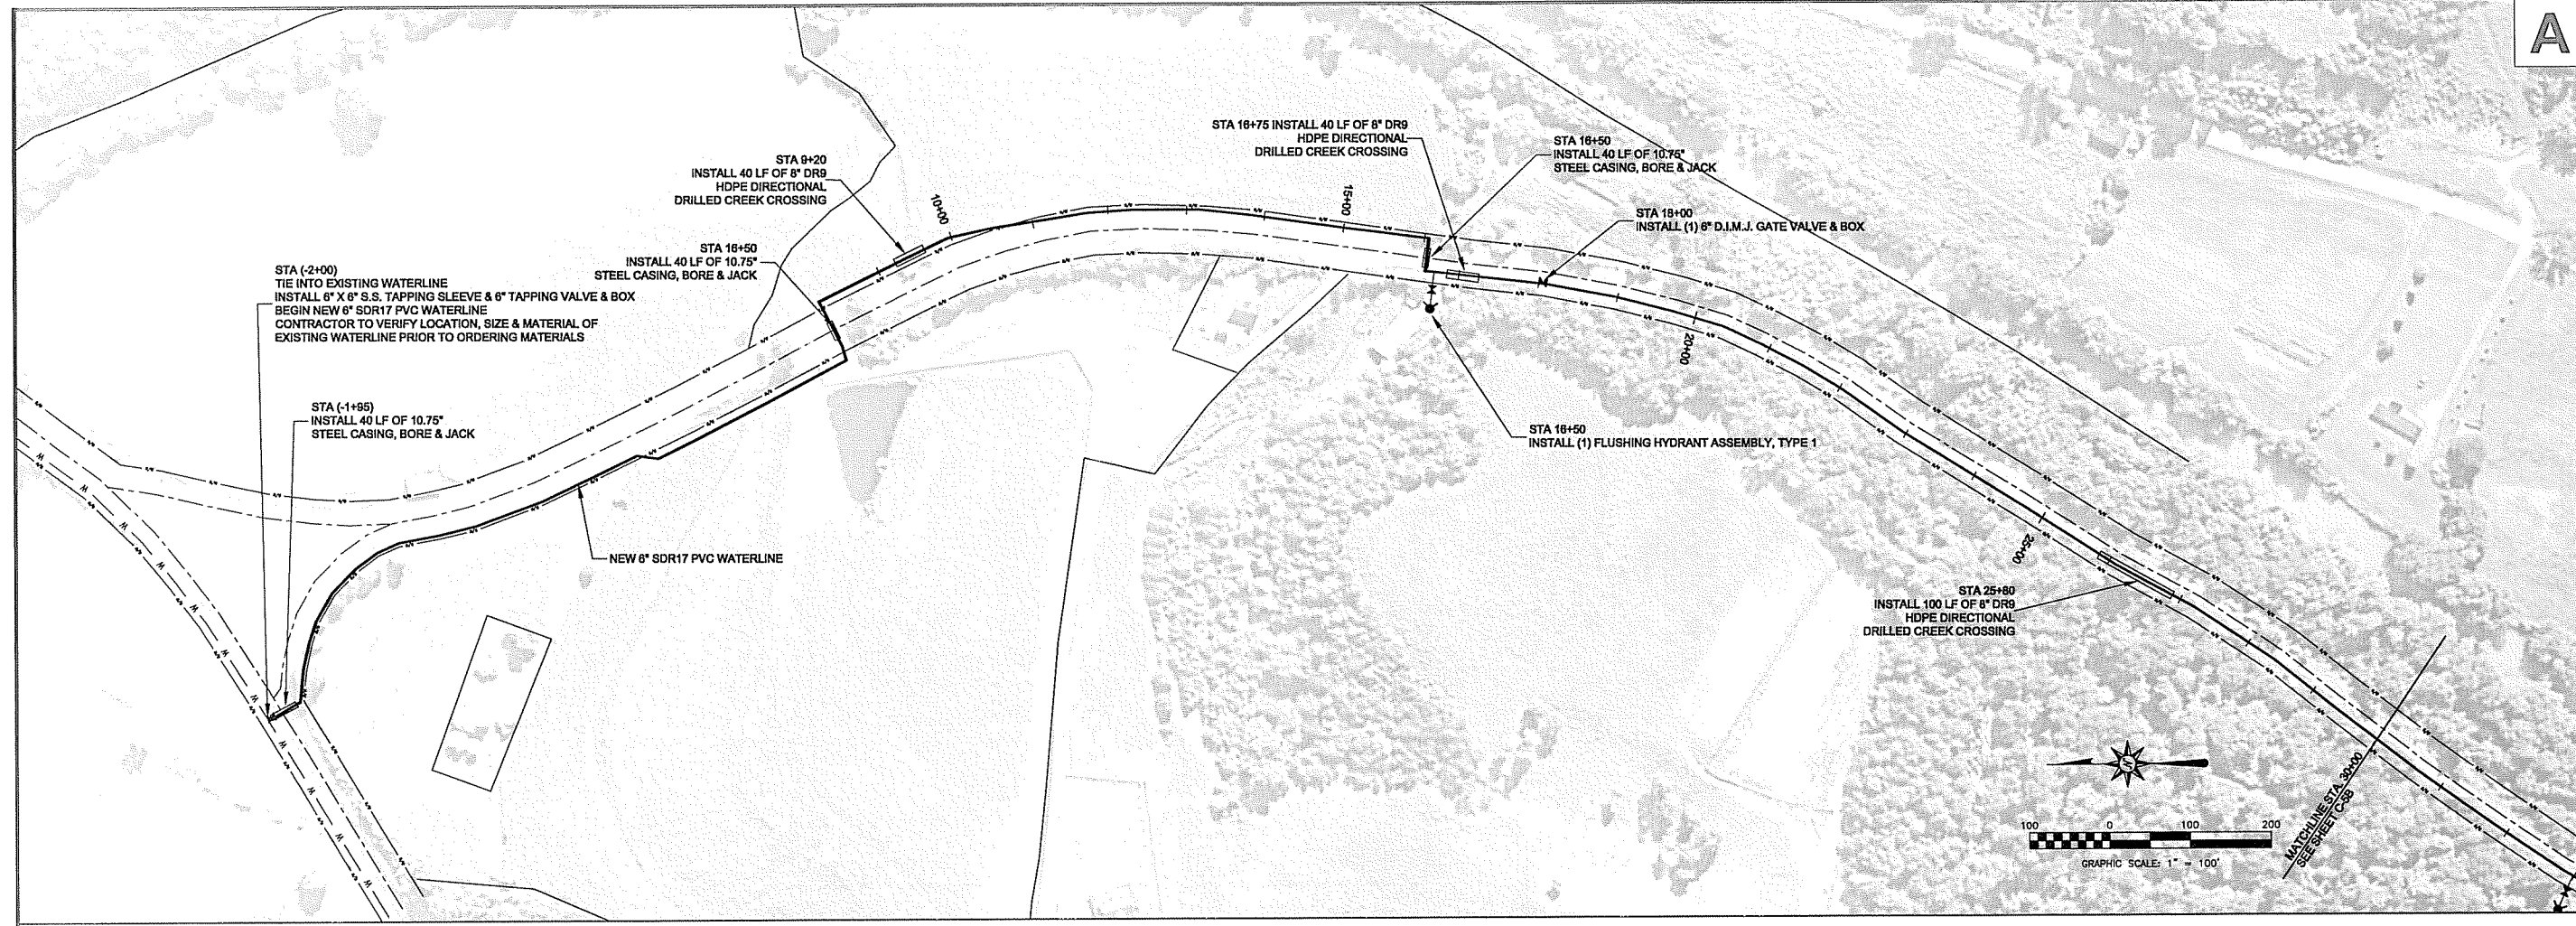 A
STA 9+20
INSTALL 40 LF OF 8" DR9
HDPE DIRECTIONAL
DRILLED CREEK CROSSING
STA 16+75 INSTALL 40 LF OF 8" DR9
HDPE DIRECTIONAL
DRILLED CREEK CROSSING
STA 16+50
INSTALL 40 LF OF 10.75"
STEEL CASING, BORE & JACK
10+00
15+00
STA 18+00
INSTALL (1) 6" D.I.M.J. GATE VALVE & BOX
STA 16+50
INSTALL 40 LF OF 10.75"
STEEL CASING, BORE & JACK
STA (-2+00)
TIE INTO EXISTING WATERLINE
INSTALL 6" X 6" S.S. TAPPING SLEEVE & 6" TAPPING VALVE & BOX
BEGIN NEW 6" SDR17 PVC WATERLINE
CONTRACTOR TO VERIFY LOCATION, SIZE & MATERIAL OF
EXISTING WATERLINE PRIOR TO ORDERING MATERIALS
20+00
STA (-1+95)
INSTALL 40 LF OF 10.75"
STEEL CASING, BORE & JACK
STA 16+50
INSTALL (1) FLUSHING HYDRANT ASSEMBLY, TYPE 1
NEW 6" SDR17 PVC WATERLINE
25+00
STA 25+80
INSTALL 100 LF OF 8" DR9
HDPE DIRECTIONAL
DRILLED CREEK CROSSING
W
W
W
W
W
W
W
W
W
W
W
N
MATCHLINE STA. 30+00
SEE SHEET C-5B
100 0 100 200
GRAPHIC SCALE: 1" = 100'